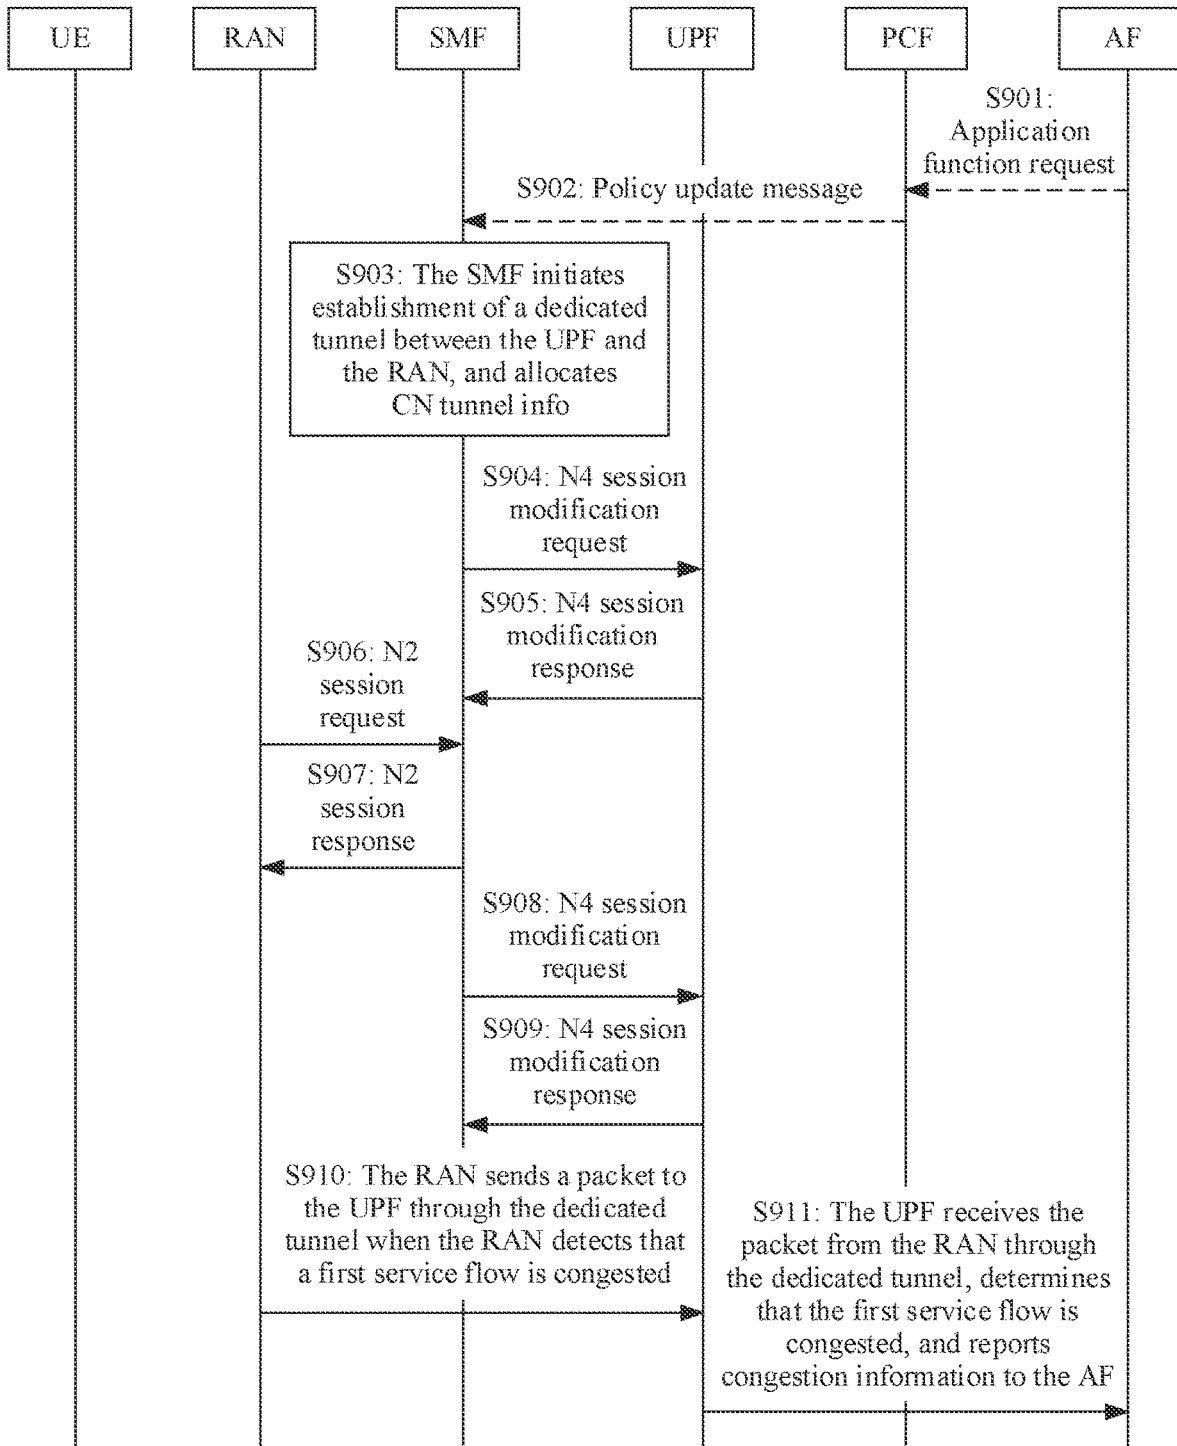 UE
RAN
SMF
UPF
PCF
AF
S901:
Application
function request
S902: Policy update message
S903: The SMF initiates
establishment of a dedicated
tunnel between the UPF and
the RAN, and allocates
CN tunnel info
S904: N4 session
modification
request
S905: N4 session
modification
response
S906: N2
session
request
S907: N2
session
response
S908: N4 session
modification
request
S909: N4 session
modification
response
S910: The RAN sends a packet to
the UPF through the dedicated
tunnel when the RAN detects that
a first service flow is congested
S911: The UPF receives the
packet from the RAN through
the dedicated tunnel, determines
that the first service flow is
congested, and reports
congestion information to the AF